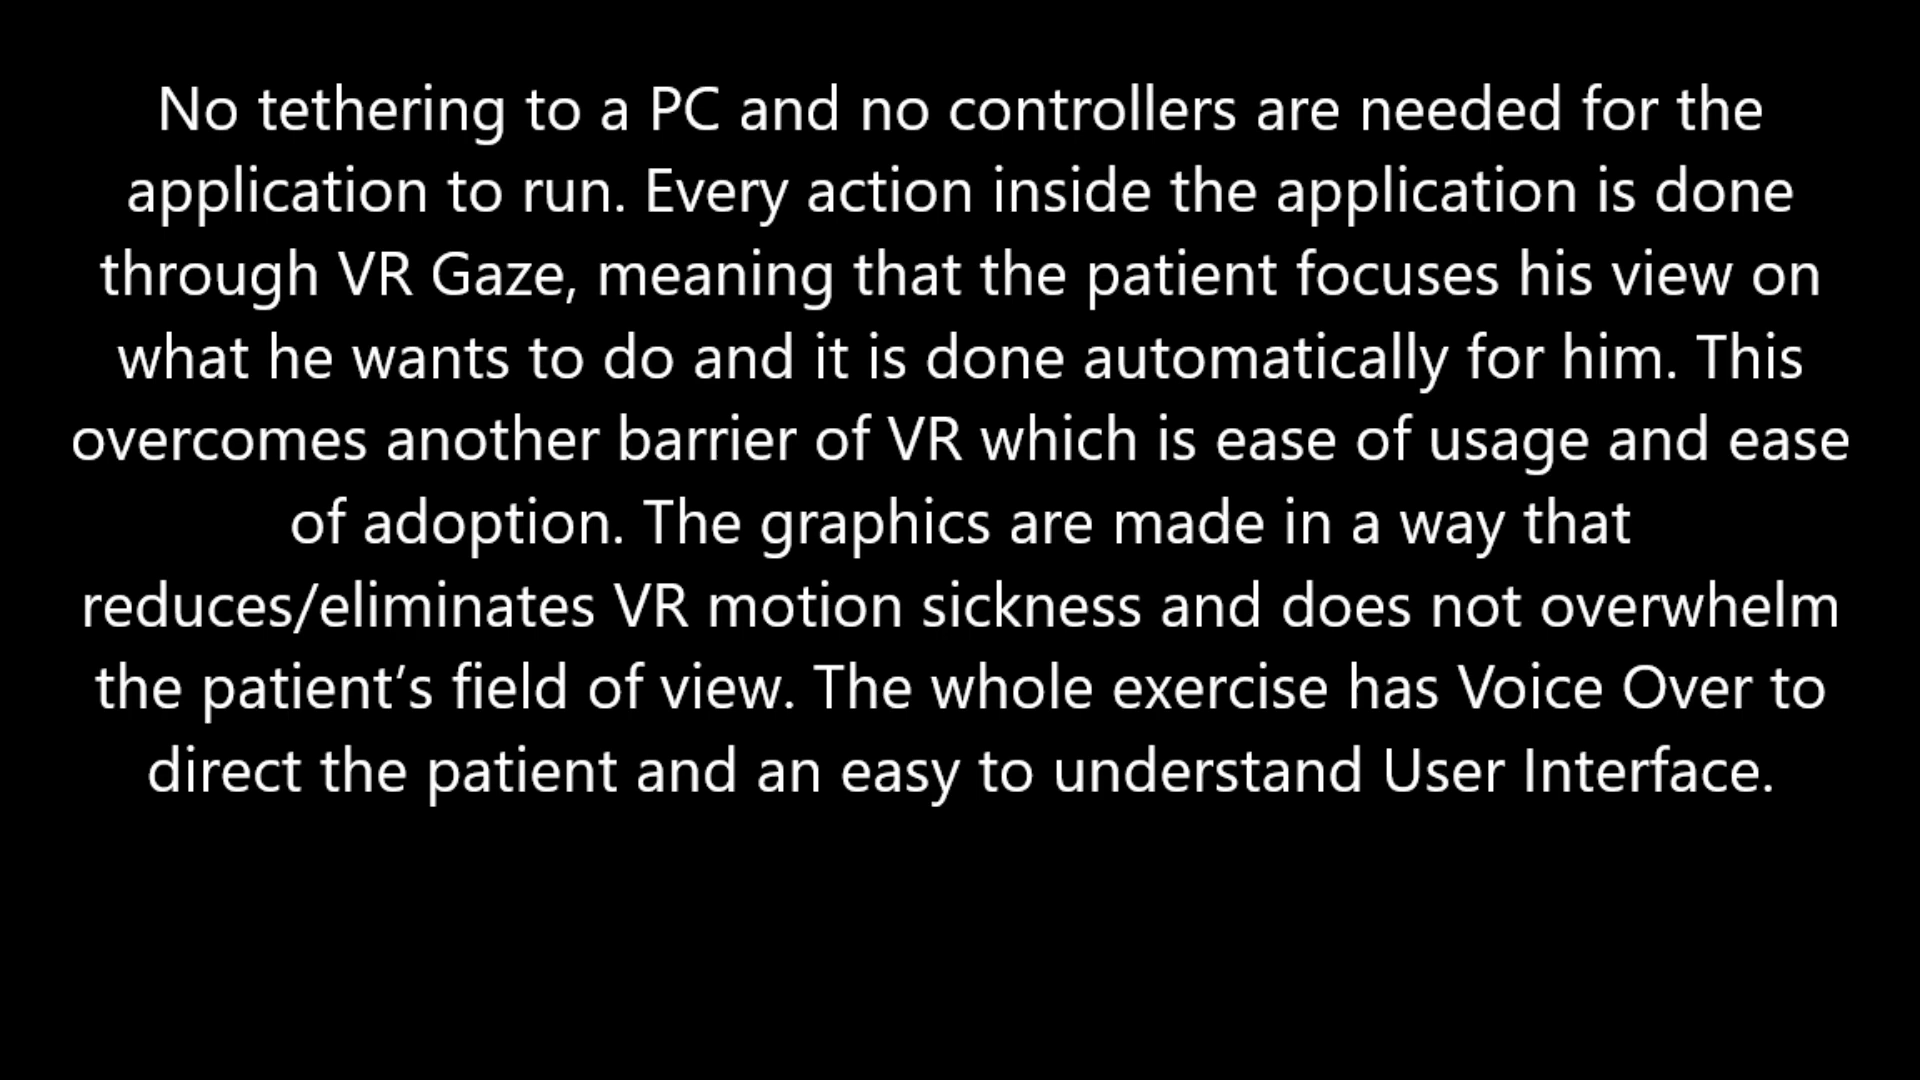 No tethering to a PC and no controllers are needed for the
application to run. Every action inside the application is done
through VR Gaze, meaning that the patient focuses his view on
what he wants to do and it is done automatically for him. This
overcomes another barrier of VR which is ease of usage and ease
of adoption. The graphics are made in a way that
reduces/eliminates VR motion sickness and does not overwhelm
the patient’s field of view. The whole exercise has Voice Over to
direct the patient and an easy to understand User Interface.